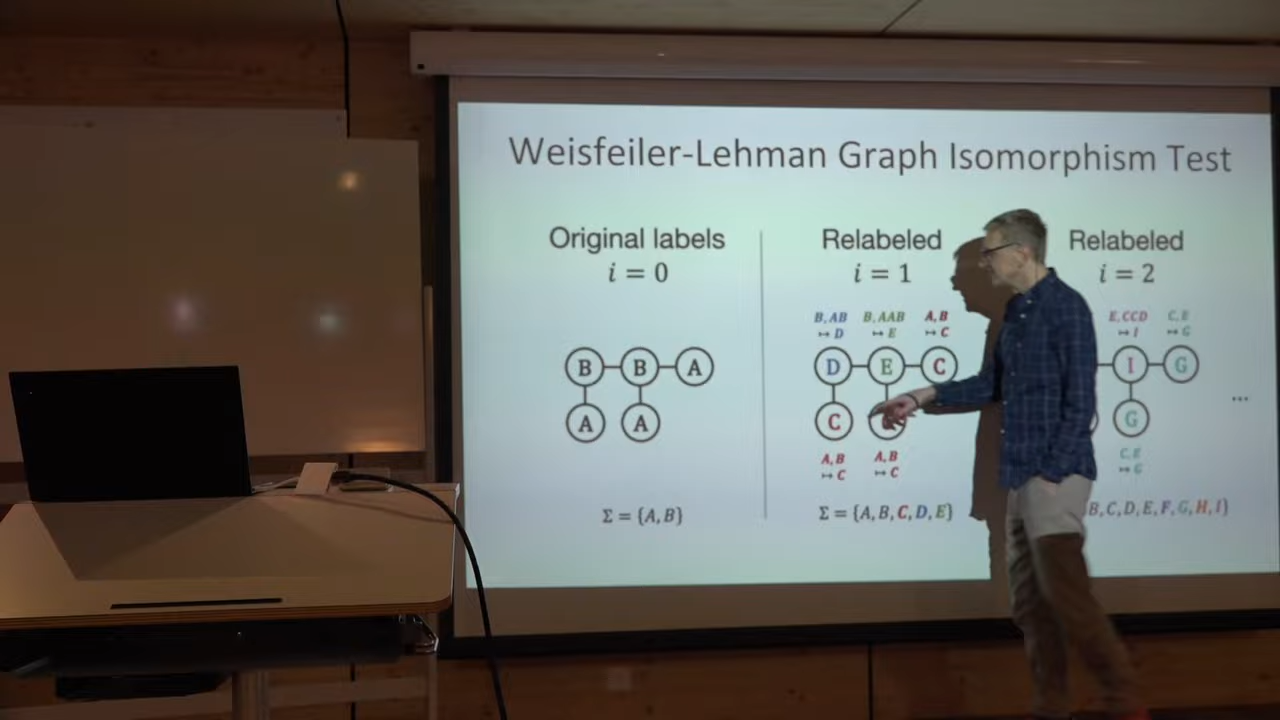 Weisfeiler-Lehman Graph Isomorphism Test
Original labels
i = 0
B B A
A A
Σ = {A, B}
Relabeled
i = 1
B, AB B, AAB A, B
↦ D ↦ E ↦ C
D E C
C
A, B A, B
↦ C ↦ C
Σ = {A, B, C, D, E}
Relabeled
i = 2
E, CCD C, E
↦ I ↦ G
I G
G
C, E
↦ G
B, C, D, E, F, G, H, I}
...